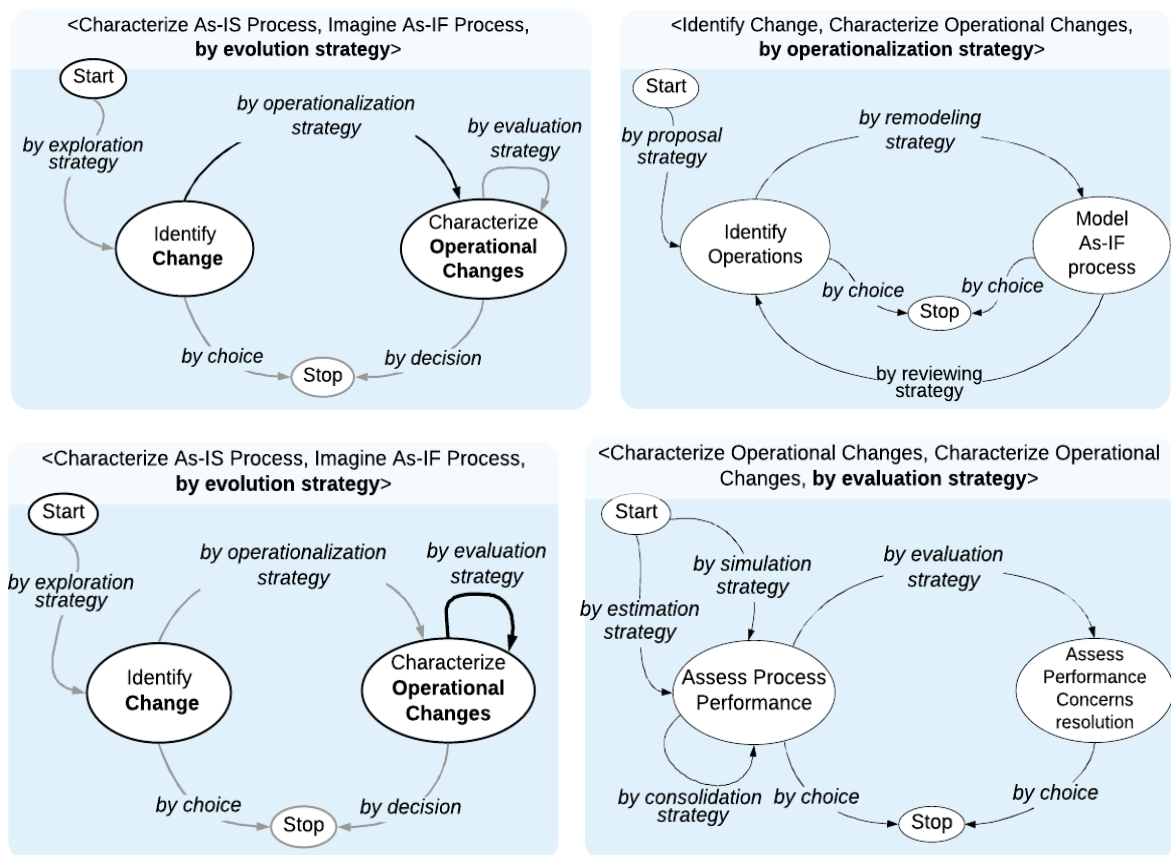 <Characterize As-IS Process, Imagine As-IF Process,
by evolution strategy>
Start
by operationalization
strategy
by evaluation
strategy
by exploration
strategy
Identify
Change
Characterize
Operational
Changes
by choice
by decision
Stop
<Identify Change, Characterize Operational Changes,
by operationalization strategy>
Start
by proposal
strategy
by remodeling
strategy
Identify
Operations
Model
As-IF
process
by choice
by choice
Stop
by reviewing
strategy
<Characterize As-IS Process, Imagine As-IF Process,
by evolution strategy>
Start
by operationalization
strategy
by evaluation
strategy
by exploration
strategy
Identify
Change
Characterize
Operational
Changes
by choice
by decision
Stop
<Characterize Operational Changes, Characterize Operational
Changes, by evaluation strategy>
Start
by simulation
strategy
by evaluation
strategy
by estimation
strategy
Assess Process
Performance
Assess
Performance
Concerns
resolution
by consolidation
strategy
by choice
by choice
Stop